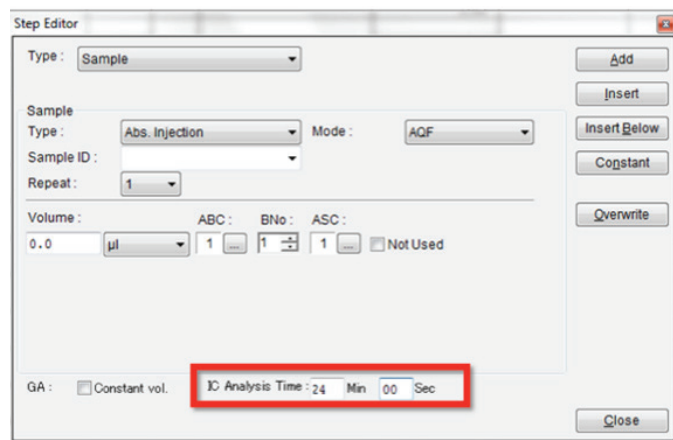 Step Editor
Type : Sample
Add
Insert
Sample
Type : Abs. Injection Mode : AQF
Insert Below
Sample ID :
Constant
Repeat : 1
Volume : ABC : BNo : ASC :
Overwrite
0.0 µl 1 ... 1 1 ... Not Used
GA : Constant vol. IC Analysis Time : 24 Min 00 Sec
Close